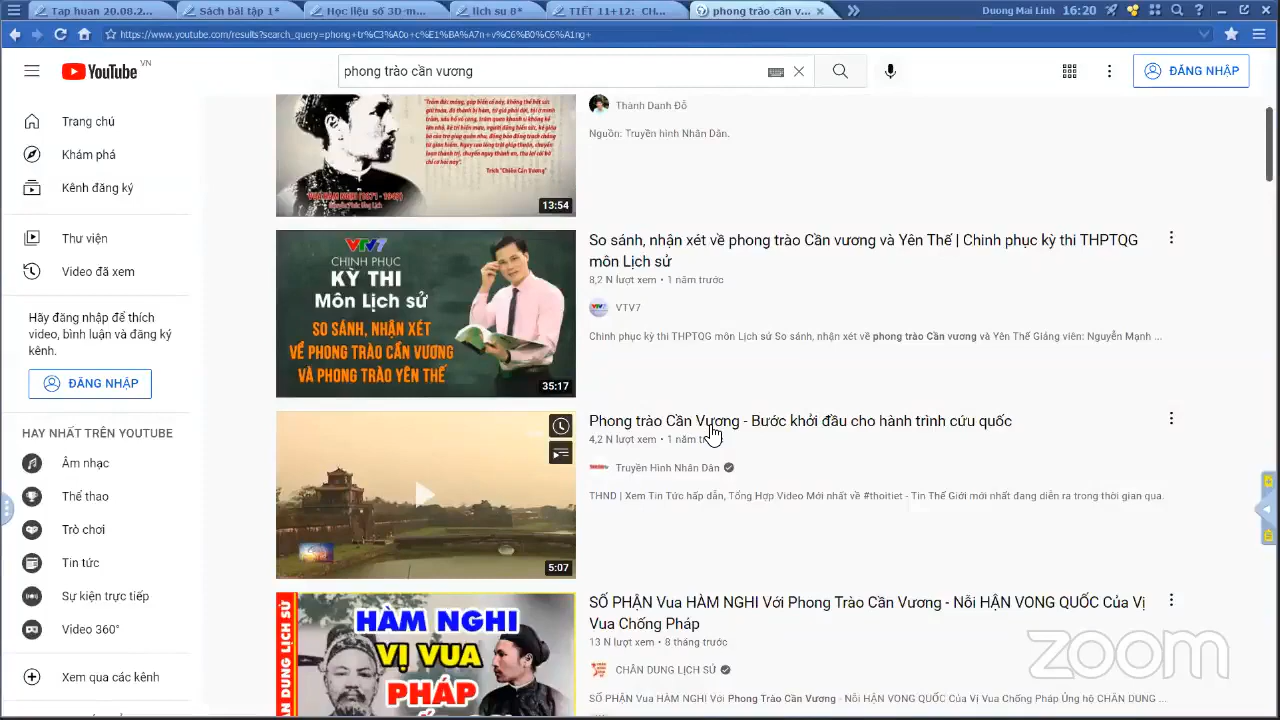 Tap huan 20.08.2...
Sách bài tập 1*
Học liệu số 3D-m...
lich su 8*
TIẾT 11+12: CH...
phong trào cần v...
Duong Mai Linh
16:20
https://www.youtube.com/results?search_query=phong+tr%C3%A0o+c%E1%BA%A7n+v%C6%B0%C6%A1ng+
YouTube VN
phong trào cần vương
ĐĂNG NHẬP
Trang chủ
Khám phá
Kênh đăng ký
Thư viện
Video đã xem
Hãy đăng nhập để thích
video, bình luận và đăng ký
kênh.
ĐĂNG NHẬP
HAY NHẤT TRÊN YOUTUBE
Âm nhạc
Thể thao
Trò chơi
Tin tức
Sự kiện trực tiếp
Video 360°
Xem qua các kênh
Trích "Chiếu Cần Vương"
VUA HÀM NGHI (1871 - 1943)
13:54
Thành Danh Đỗ
Nguồn: Truyền hình Nhân Dân.
VTV7
CHINH PHỤC
KỲ THI
Môn Lịch sử
SO SÁNH, NHẬN XÉT
VỀ PHONG TRÀO CẦN VƯƠNG
VÀ PHONG TRÀO YÊN THẾ
35:17
So sánh, nhận xét về phong trào Cần vương và Yên Thế | Chinh phục kỳ thi THPTQG
môn Lịch sử
8,2 N lượt xem • 1 năm trước
VTV7
Chinh phục kỳ thi THPTQG môn Lịch sử So sánh, nhận xét về phong trào Cần vương và Yên Thế Giảng viên: Nguyễn Mạnh ...
5:07
Phong trào Cần Vương - Bước khởi đầu cho hành trình cứu quốc
4,2 N lượt xem • 1 năm
Truyền Hình Nhân Dân
THND | Xem Tin Tức hấp dẫn, Tổng Hợp Video Mới nhất về #thoitiet - Tin Thế Giới mới nhất đang diễn ra trong thời gian qua.
HÀM NGHI
VỊ VUA
PHÁP
DUNG LỊCH SỬ
SỐ PHẬN Vua HÀM NGHI Với Phong Trào Cần Vương - Nỗi HẬN VONG QUỐC Của Vị
Vua Chống Pháp
13 N lượt xem • 8 tháng trước
CHÂN DUNG LỊCH SỬ
SỐ PHẬN Vua HÀM NGHI Với Phong Trào Cần Vương - Nỗi HẬN VONG QUỐC Của Vị Vua Chống Pháp Ủng hộ CHÂN DUNG ...
zoom